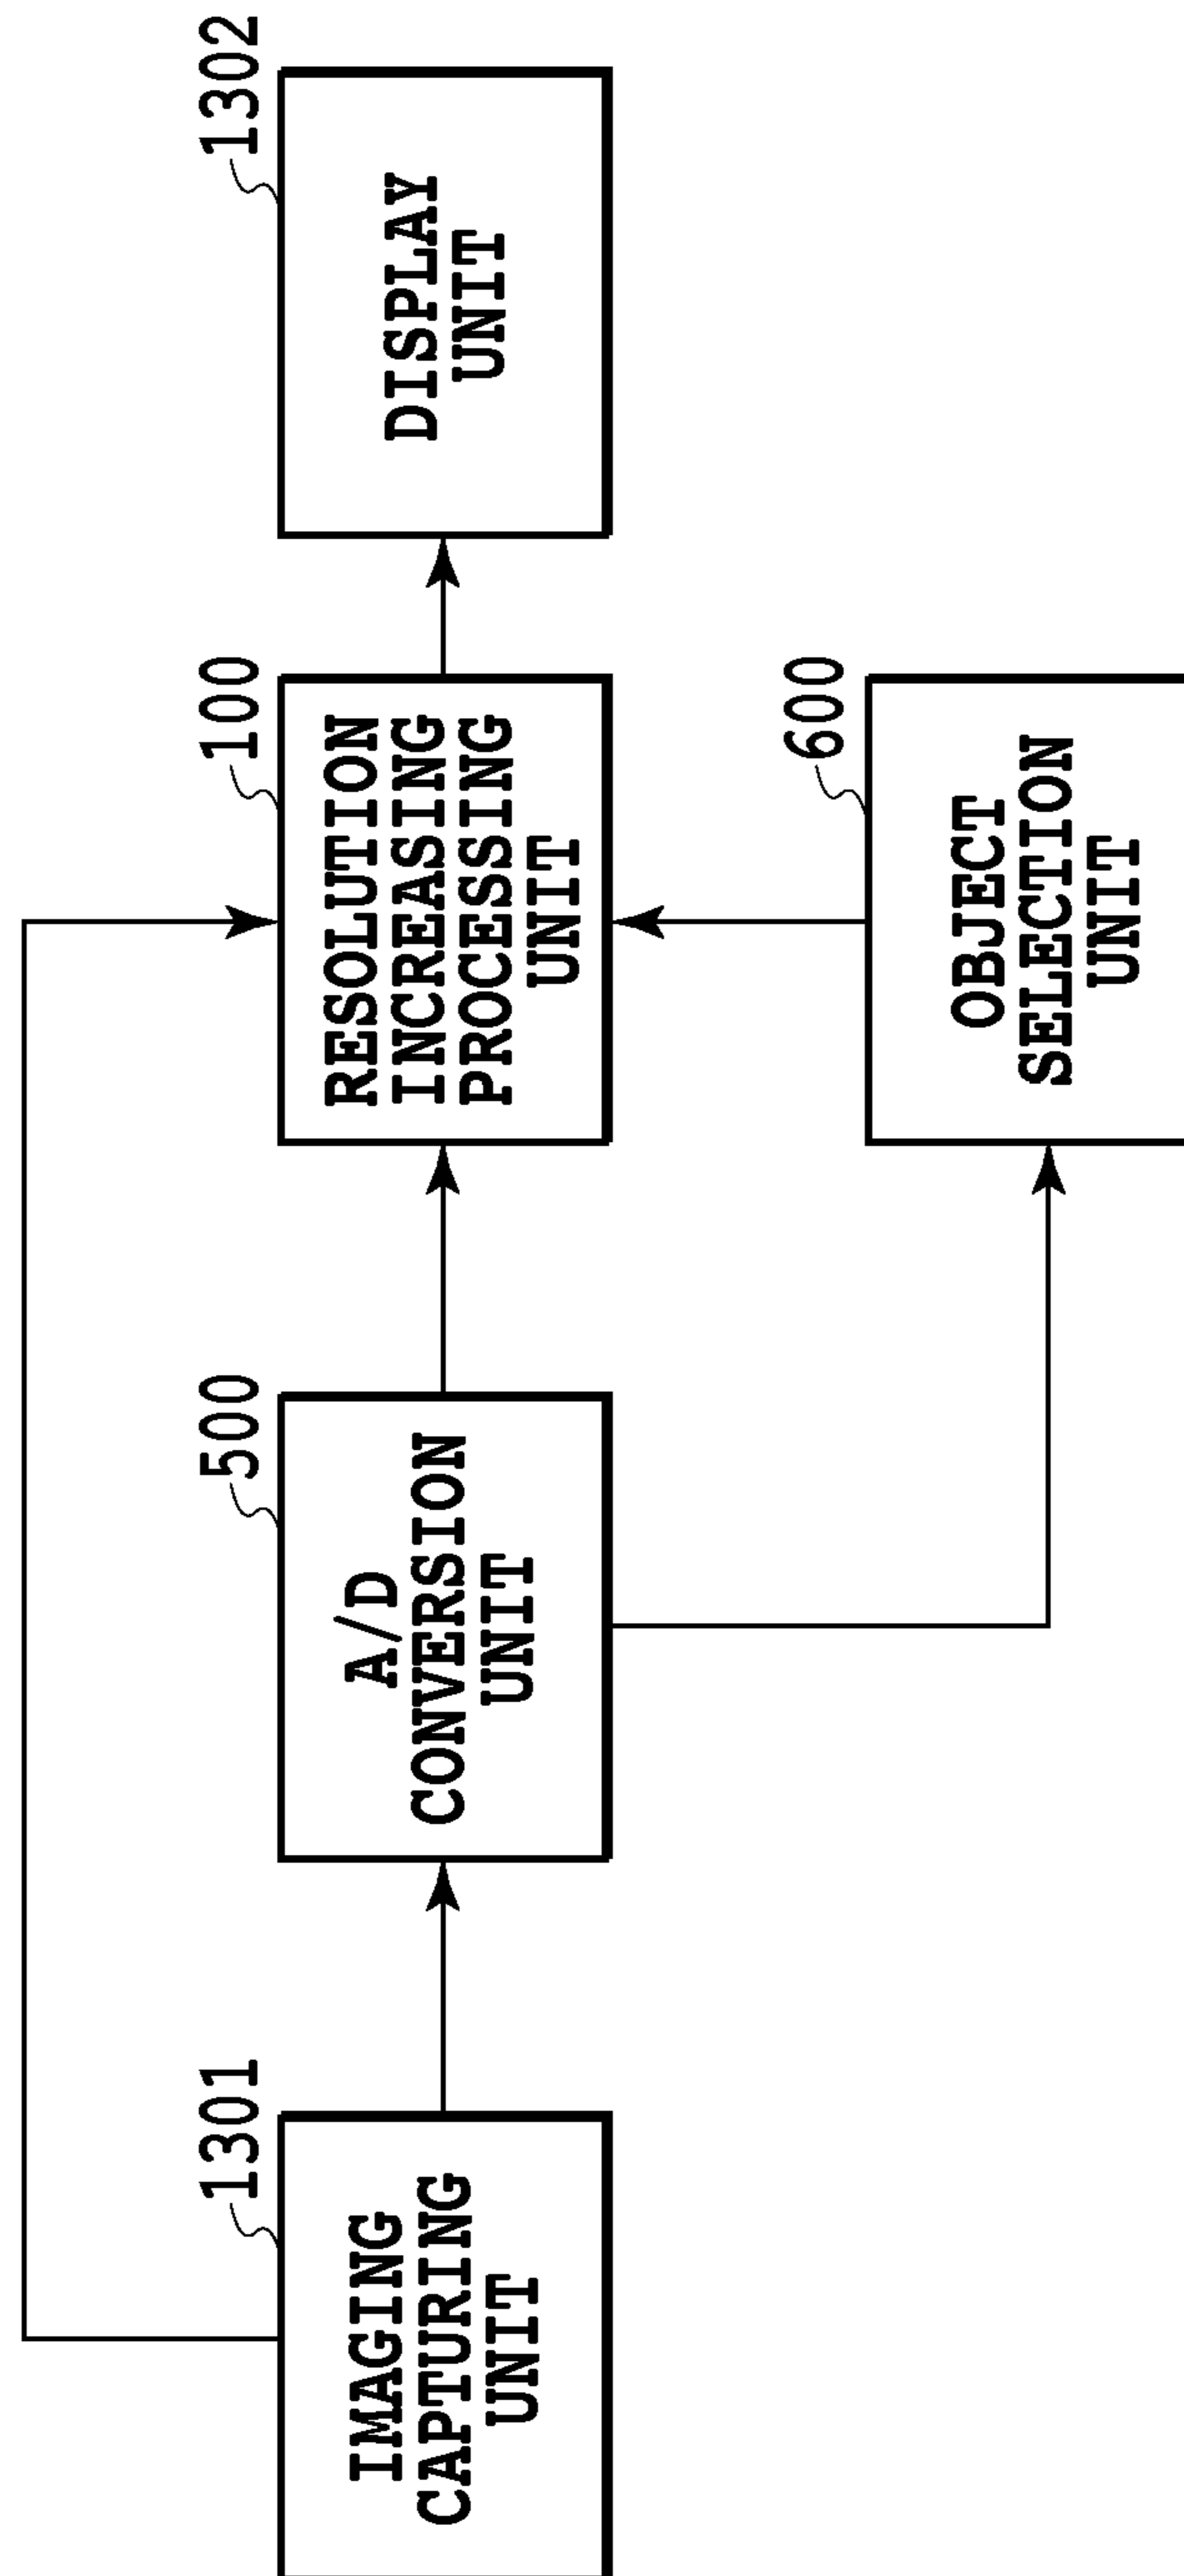 1301
IMAGING
CAPTURING
UNIT
500
A/D
CONVERSION
UNIT
100
RESOLUTION
INCREASING
PROCESSING
UNIT
1302
DISPLAY
UNIT
600
OBJECT
SELECTION
UNIT